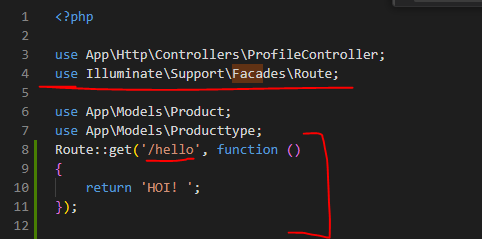 1 <?php
2
3 use App\Http\Controllers\ProfileController;
4 use Illuminate\Support\Facades\Route;
5
6 use App\Models\Product;
7 use App\Models\Producttype;
8 Route::get('/hello', function ()
9 {
10     return 'HOI! ';
11 });
12